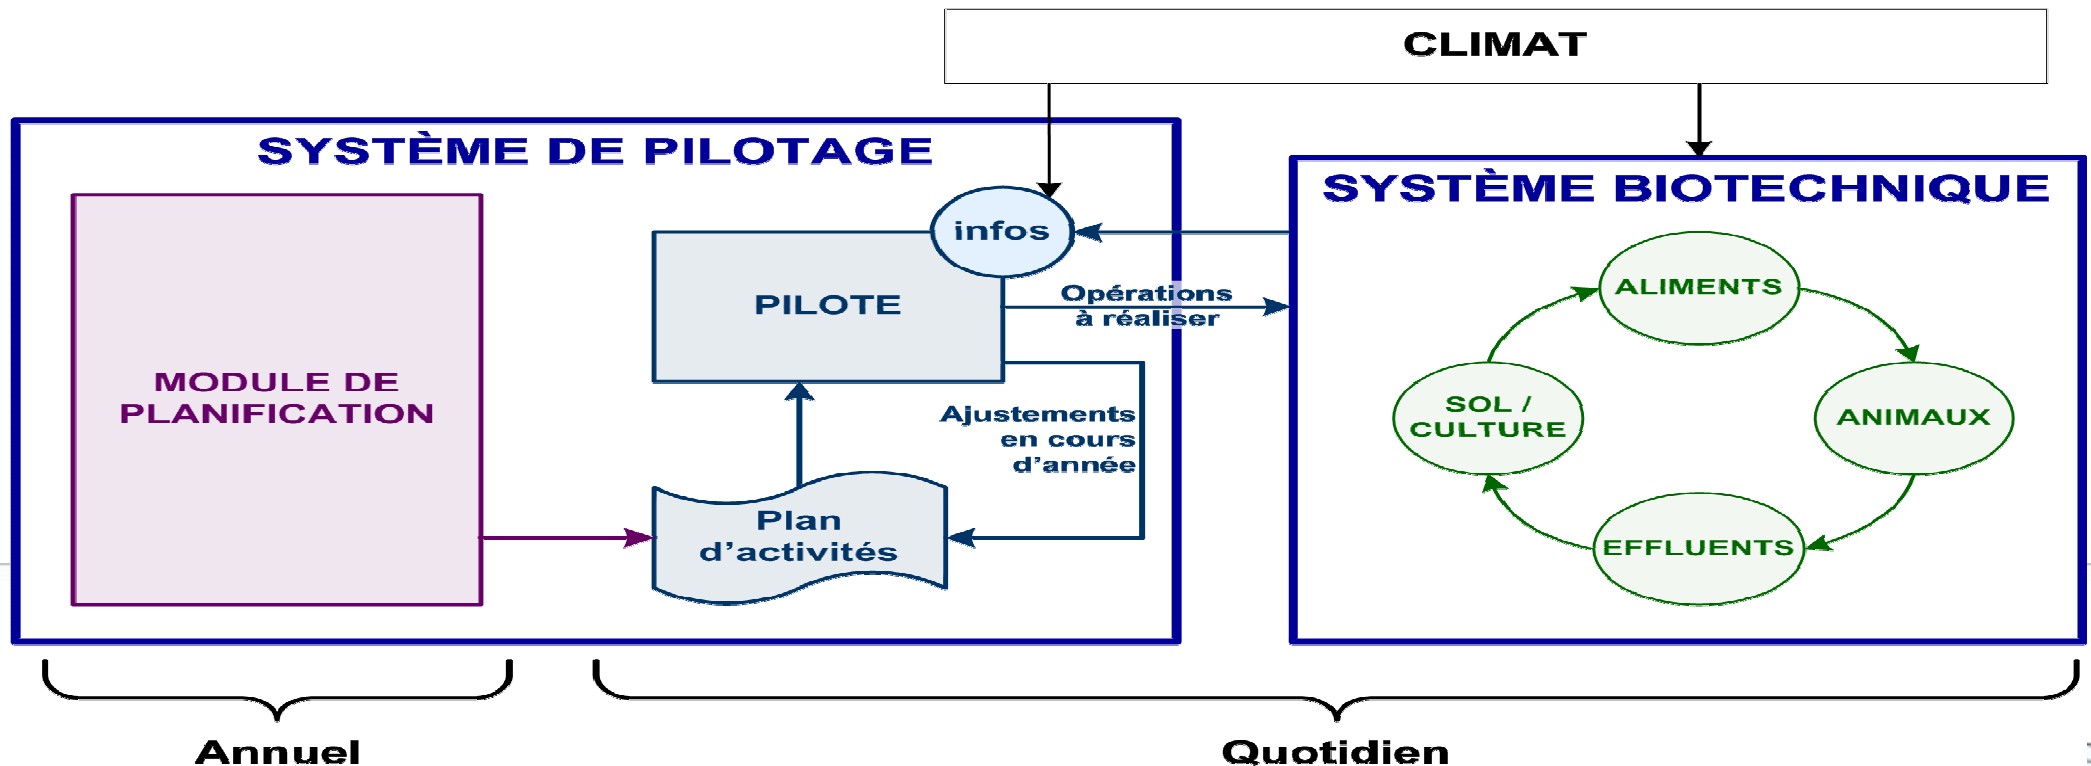 CLIMAT
SYSTÈME DE PILOTAGE
SYSTÈME BIOTECHNIQUE
infos
PILOTE
Opérations
à réaliser
MODULE DE
PLANIFICATION
Ajustements
en cours
d’année
Plan
d’activités
ALIMENTS
SOL /
CULTURE
ANIMAUX
EFFLUENTS
Annuel
Quotidien